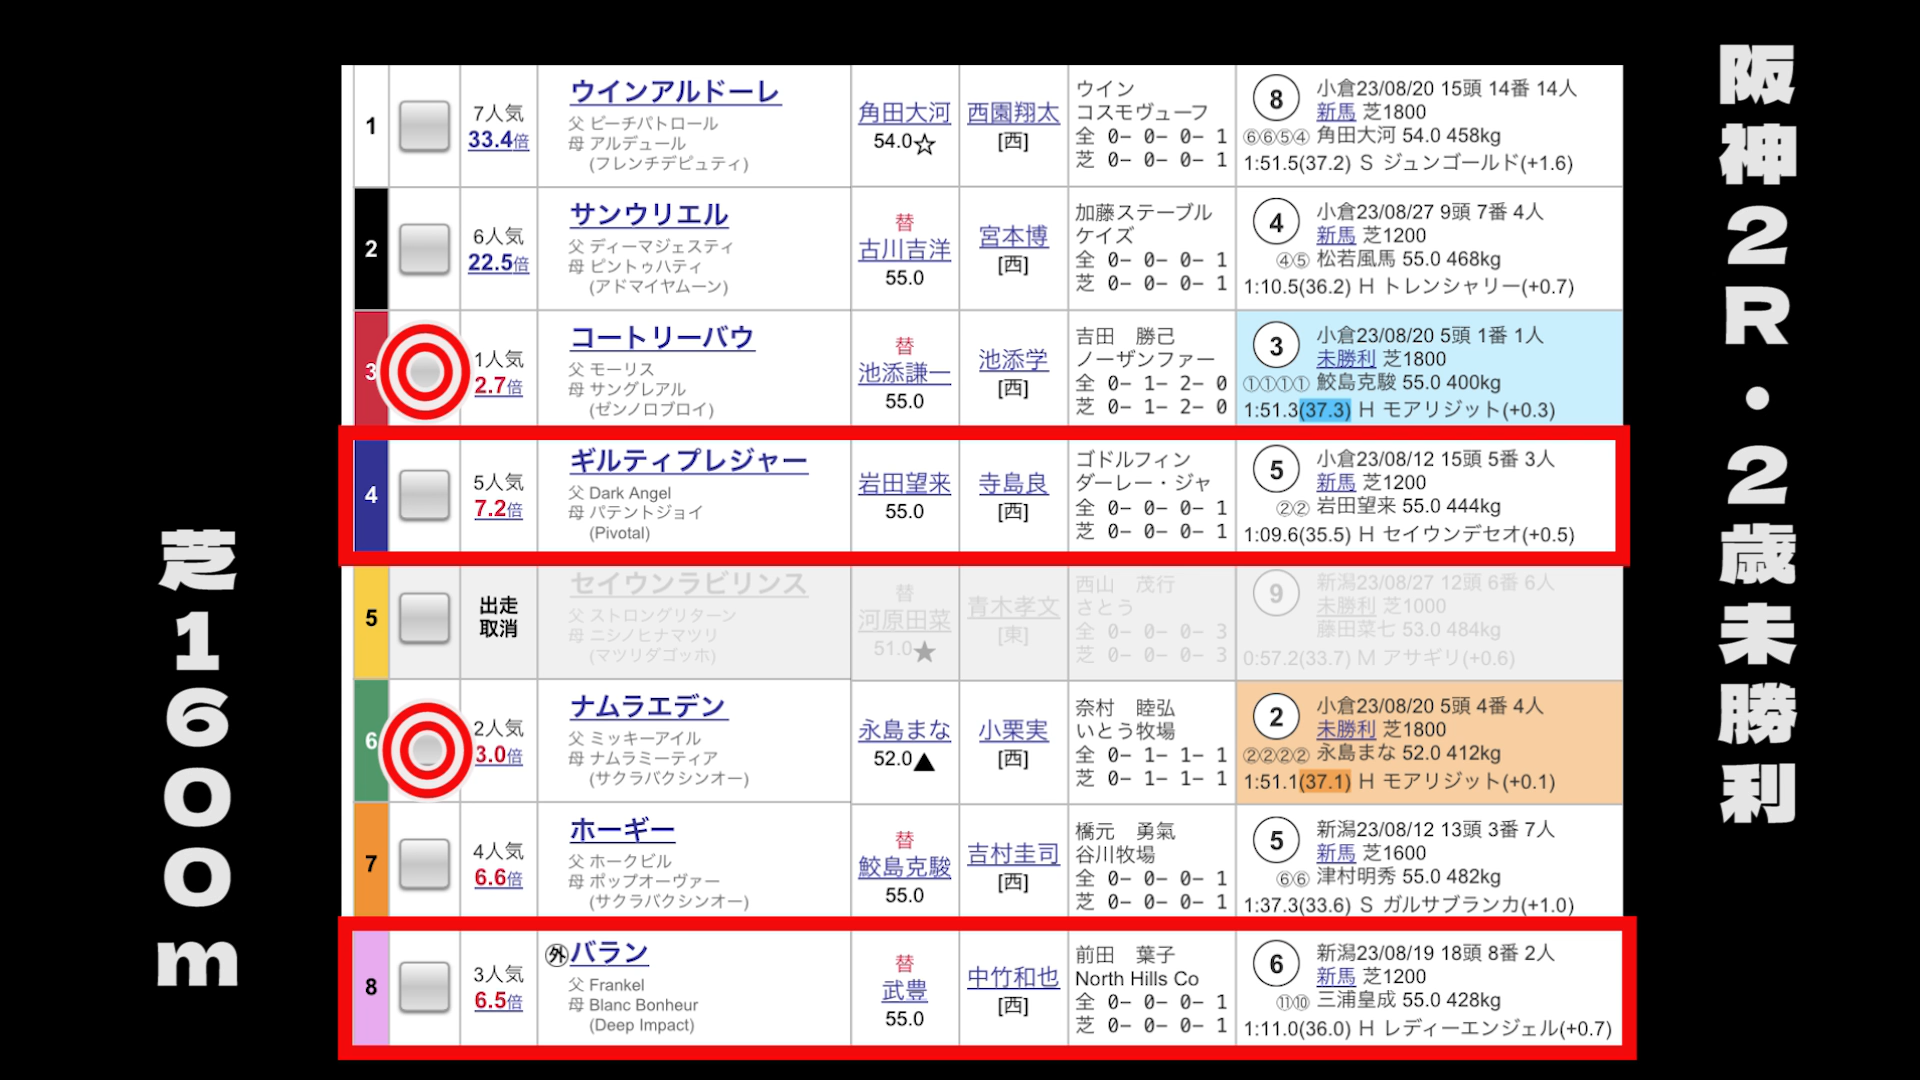 阪神2R・2歳未勝利
芝1600m
1
7人気
33.4倍
ウインアルドーレ
父 ビーチパトロール
母 アルデュール
(フレンチデピュティ)
角田大河
54.0☆
西園翔太
[西]
ウイン
コスモヴューフ
全 0- 0- 0- 1
芝 0- 0- 0- 1
8
小倉23/08/20 15頭 14番 14人
新馬 芝1800
⑥⑥⑤④ 角田大河 54.0 458kg
1:51.5(37.2) S ジュンゴールド(+1.6)
2
6人気
22.5倍
サンウリエル
父 ディーマジェスティ
母 ピントゥハティ
(アドマイヤムーン)
替
古川吉洋
55.0
宮本博
[西]
加藤ステーブル
ケイズ
全 0- 0- 0- 1
芝 0- 0- 0- 1
4
小倉23/08/27 9頭 7番 4人
新馬 芝1200
④⑤ 松若風馬 55.0 468kg
1:10.5(36.2) H トレンシャリー(+0.7)
3
1人気
2.7倍
コートリーバウ
父 モーリス
母 サングレアル
(ゼンノロブロイ)
替
池添謙一
55.0
池添学
[西]
吉田　勝己
ノーザンファー
全 0- 1- 2- 0
芝 0- 1- 2- 0
3
小倉23/08/20 5頭 1番 1人
未勝利 芝1800
①①①① 鮫島克駿 55.0 400kg
1:51.3(37.3) H モアリジット(+0.3)
4
5人気
7.2倍
ギルティプレジャー
父 Dark Angel
母 パテントジョイ
(Pivotal)
岩田望来
55.0
寺島良
[西]
ゴドルフィン
ダーレー・ジャ
全 0- 0- 0- 1
芝 0- 0- 0- 1
5
小倉23/08/12 15頭 5番 3人
新馬 芝1200
②② 岩田望来 55.0 444kg
1:09.6(35.5) H セイウンデセオ(+0.5)
5
出走
取消
セイウンラビリンス
父 ストロングリターン
母 ニシノヒナマツリ
(マツリダゴッホ)
替
河原田菜
51.0★
青木孝文
[東]
西山　茂行
さとう
全 0- 0- 0- 3
芝 0- 0- 0- 3
9
新潟23/08/27 12頭 6番 6人
未勝利 芝1000
藤田菜七 53.0 484kg
0:57.2(33.7) M アサギリ(+0.6)
6
2人気
3.0倍
ナムラエデン
父 ミッキーアイル
母 ナムラミーティア
(サクラバクシンオー)
永島まな
52.0▲
小栗実
[西]
奈村　睦弘
いとう牧場
全 0- 1- 1- 1
芝 0- 1- 1- 1
2
小倉23/08/20 5頭 4番 4人
未勝利 芝1800
②②②② 永島まな 52.0 412kg
1:51.1(37.1) H モアリジット(+0.1)
7
4人気
6.6倍
ホーギー
父 ホークビル
母 ポップオーヴァー
(サクラバクシンオー)
替
鮫島克駿
55.0
吉村圭司
[西]
橋元　勇氣
谷川牧場
全 0- 0- 0- 1
芝 0- 0- 0- 1
5
新潟23/08/12 13頭 3番 7人
新馬 芝1600
⑥⑥ 津村明秀 55.0 482kg
1:37.3(33.6) S ガルサブランカ(+1.0)
8
3人気
6.5倍
外 バラン
父 Frankel
母 Blanc Bonheur
(Deep Impact)
替
武豊
55.0
中竹和也
[西]
前田　葉子
North Hills Co
全 0- 0- 0- 1
芝 0- 0- 0- 1
6
新潟23/08/19 18頭 8番 2人
新馬 芝1200
⑪⑩ 三浦皇成 55.0 428kg
1:11.0(36.0) H レディーエンジェル(+0.7)